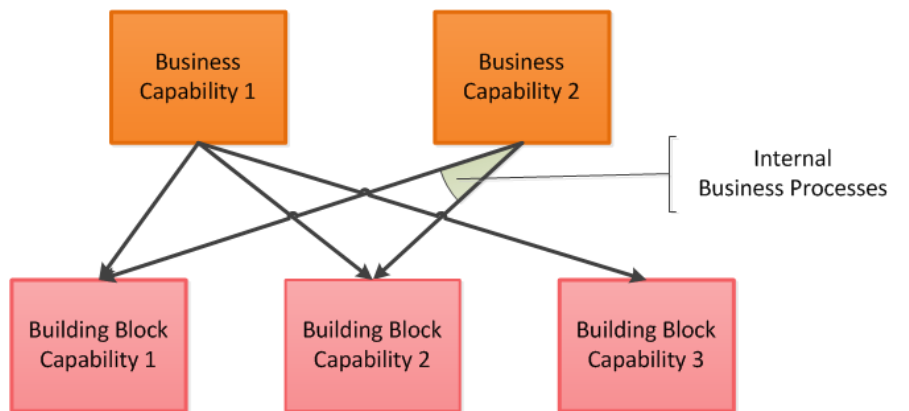 Business
Capability 1
Business
Capability 2
Internal
Business Processes
Building Block
Capability 1
Building Block
Capability 2
Building Block
Capability 3